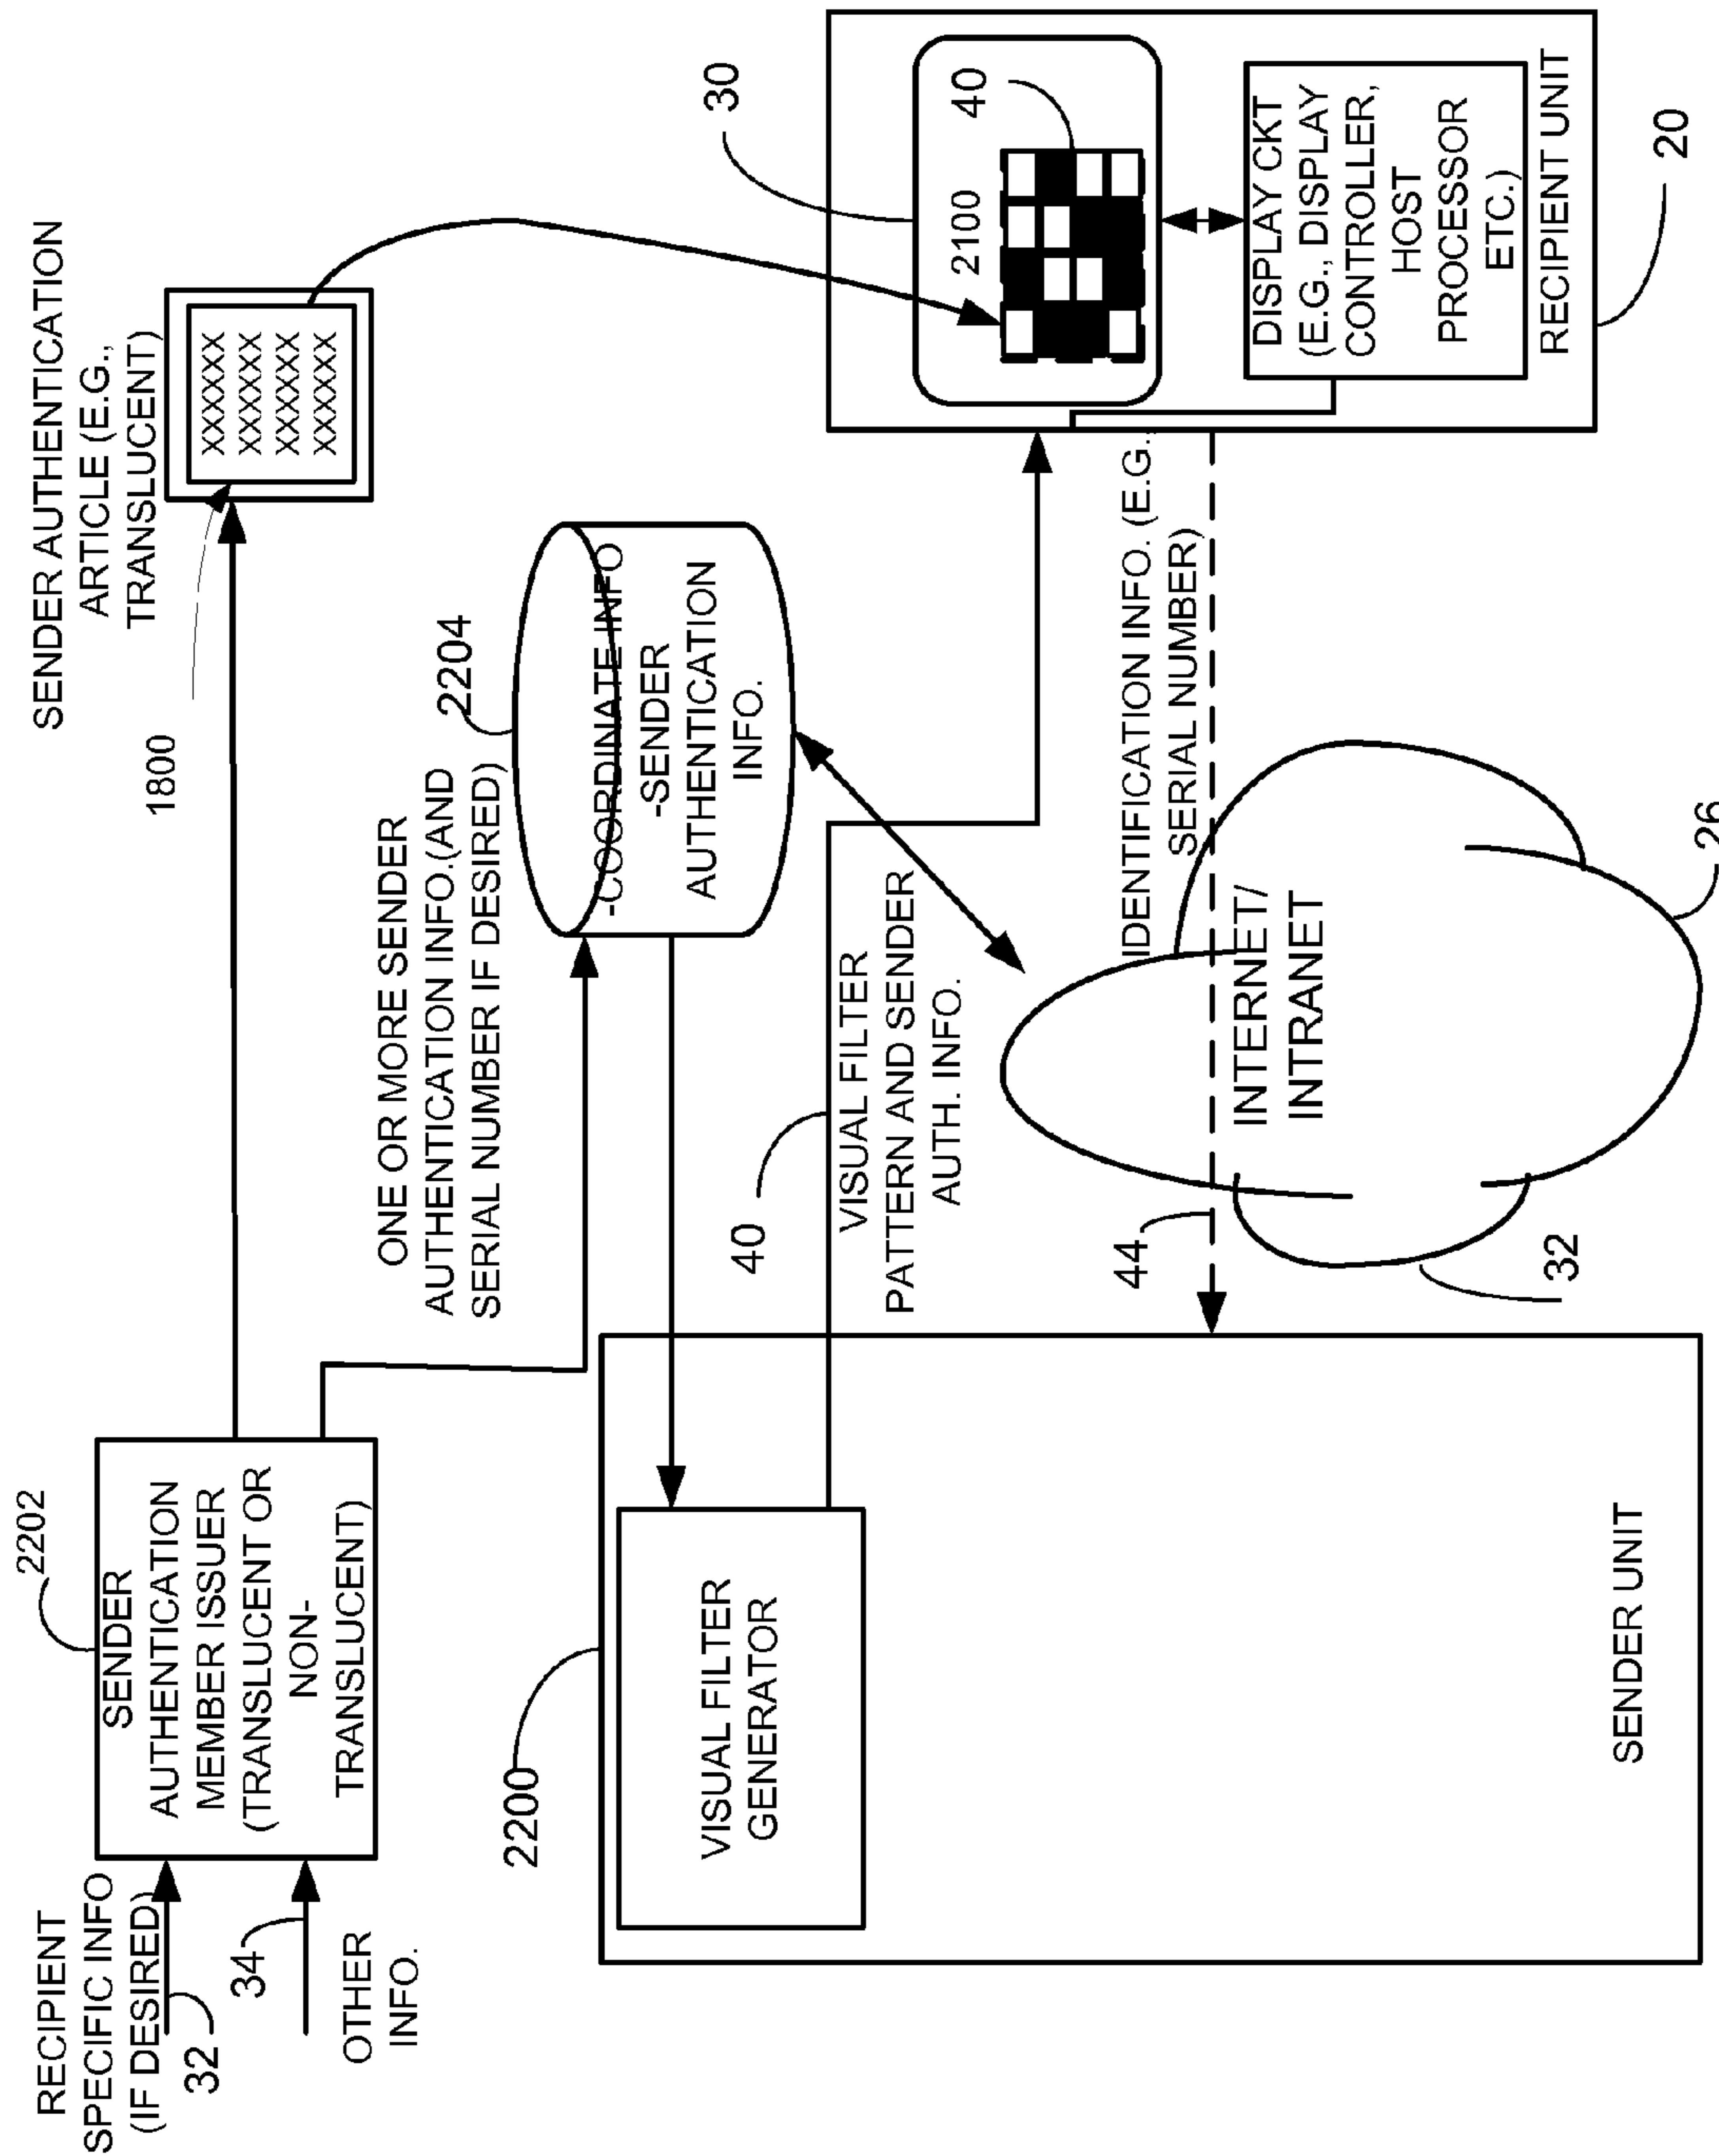 RECIPIENT
SPECIFIC INFO
(IF DESIRED)
32
34
OTHER
INFO.
2202
SENDER
AUTHENTICATION
MEMBER ISSUER
(TRANSLUCENT OR
NON-
TRANSLUCENT)
1800
SENDER AUTHENTICATION
ARTICLE (E.G.,
TRANSLUCENT)
XXXXXX
XXXXXX
XXXXXX
XXXXXX
ONE OR MORE SENDER
AUTHENTICATION INFO.(AND
SERIAL NUMBER IF DESIRED)
2204
-COORDINATE INFO
-SENDER
AUTHENTICATION
INFO.
2200
VISUAL FILTER
GENERATOR
SENDER UNIT
40
VISUAL FILTER
PATTERN AND SENDER
AUTH. INFO.
30
2100
40
DISPLAY CKT
(E.G., DISPLAY
CONTROLLER,
HOST
PROCESSOR
ETC.)
RECIPIENT UNIT
20
IDENTIFICATION INFO. (E.G.,
SERIAL NUMBER)
44
INTERNET/
INTRANET
32
26